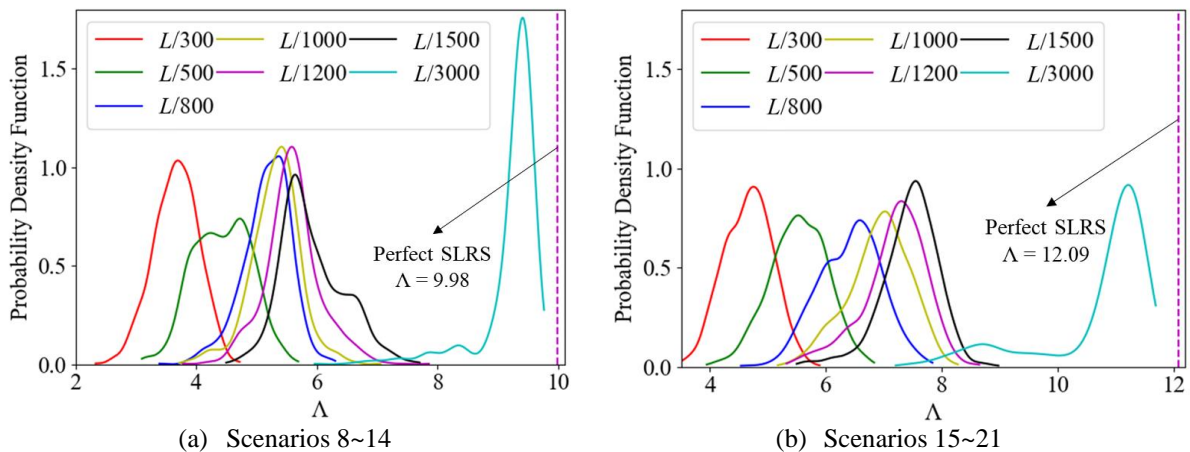 Probability Density Function
1.5
1.0
0.5
0.0
L/300
L/500
L/800
L/1000
L/1200
L/1500
L/3000
Perfect SLRS
Λ = 9.98
2 4 6 8 10
Λ
(a) Scenarios 8~14
Probability Density Function
1.5
1.0
0.5
0.0
L/300
L/500
L/800
L/1000
L/1200
L/1500
L/3000
Perfect SLRS
Λ = 12.09
4 6 8 10 12
Λ
(b) Scenarios 15~21